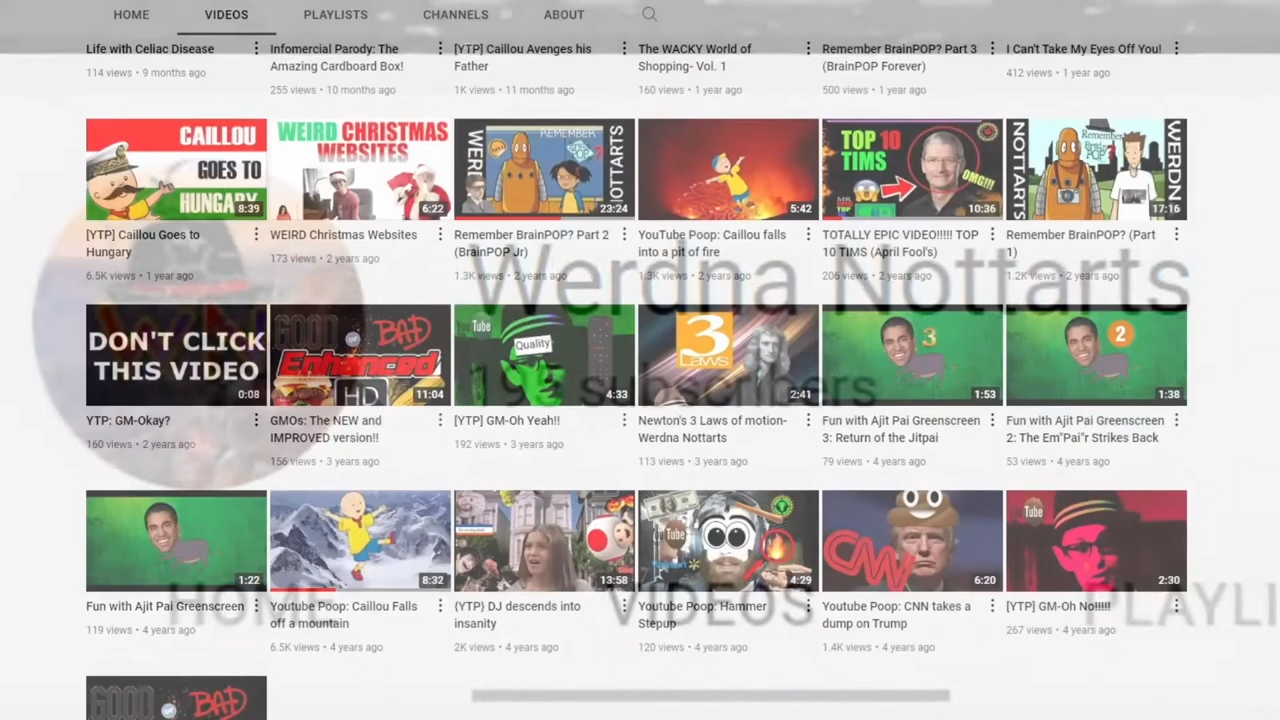 HOME VIDEOS PLAYLISTS CHANNELS ABOUT
Life with Celiac Disease
114 views • 9 months ago
Infomercial Parody: The
Amazing Cardboard Box!
255 views • 10 months ago
[YTP] Caillou Avenges his
Father
1K views • 11 months ago
The WACKY World of
Shopping- Vol. 1
160 views • 1 year ago
Remember BrainPOP? Part 3
(BrainPOP Forever)
500 views • 1 year ago
I Can't Take My Eyes Off You!
412 views • 1 year ago
CAILLOU
GOES TO
HUNGARY
8:39
[YTP] Caillou Goes to
Hungary
6.5K views • 1 year ago
WEIRD CHRISTMAS
WEBSITES
6:22
WEIRD Christmas Websites
173 views • 2 years ago
REMEMBER
23:24
Remember BrainPOP? Part 2
(BrainPOP Jr)
1.3K views • 2 years ago
5:42
YouTube Poop: Caillou falls
into a pit of fire
1.3K views • 2 years ago
TOP 10
TIMS
OMG!!!
10:36
TOTALLY EPIC VIDEO!!!!! TOP
10 TIMS (April Fool's)
206 views • 2 years ago
NOTTARTS
Remember
WERDN
17:16
Remember BrainPOP? (Part
1)
1.2K views • 2 years ago
Werdna Nottarts
subscribers
DON'T CLICK
THIS VIDEO
0:08
YTP: GM-Okay?
160 views • 2 years ago
GOOD or BAD
Enhanced
HD
11:04
GMOs: The NEW and
IMPROVED version!!
156 views • 3 years ago
Tube
Quality
4:33
[YTP] GM-Oh Yeah!!
192 views • 3 years ago
3
Laws
2:41
Newton's 3 Laws of motion-
Werdna Nottarts
113 views • 3 years ago
3
1:53
Fun with Ajit Pai Greenscreen
3: Return of the Jitpai
79 views • 4 years ago
2
1:38
Fun with Ajit Pai Greenscreen
2: The Em"Pai"r Strikes Back
53 views • 4 years ago
1:22
Fun with Ajit Pai Greenscreen
119 views • 4 years ago
8:32
Youtube Poop: Caillou Falls
off a mountain
6.5K views • 4 years ago
13:58
{YTP} DJ descends into
insanity
2K views • 4 years ago
Tube
4:29
Youtube Poop: Hammer
Stepup
120 views • 4 years ago
CNN
6:20
Youtube Poop: CNN takes a
dump on Trump
1.4K views • 4 years ago
Tube
2:30
[YTP] GM-Oh No!!!!!
267 views • 4 years ago
HOME VIDEOS PLAYLI
GOOD or BAD